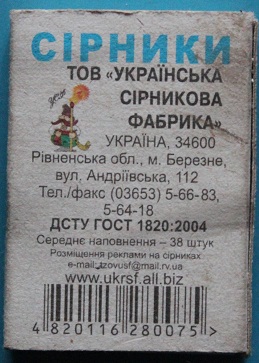 СІРНИКИ
ТОВ «УКРАЇНСЬКА
СІРНИКОВА
ФАБРИКА»
УКРАЇНА, 34600
Рівненська обл., м. Березне,
вул. Андріївська, 112
Тел./факс (03653) 5-66-83,
5-64-18
ДСТУ ГОСТ 1820:2004
Середнє наповнення – 38 штук
Розміщення реклами на сірниках
e-mail: tzovusf@mail.rv.ua
www.ukrsf.all.biz
4 820116 280075 >